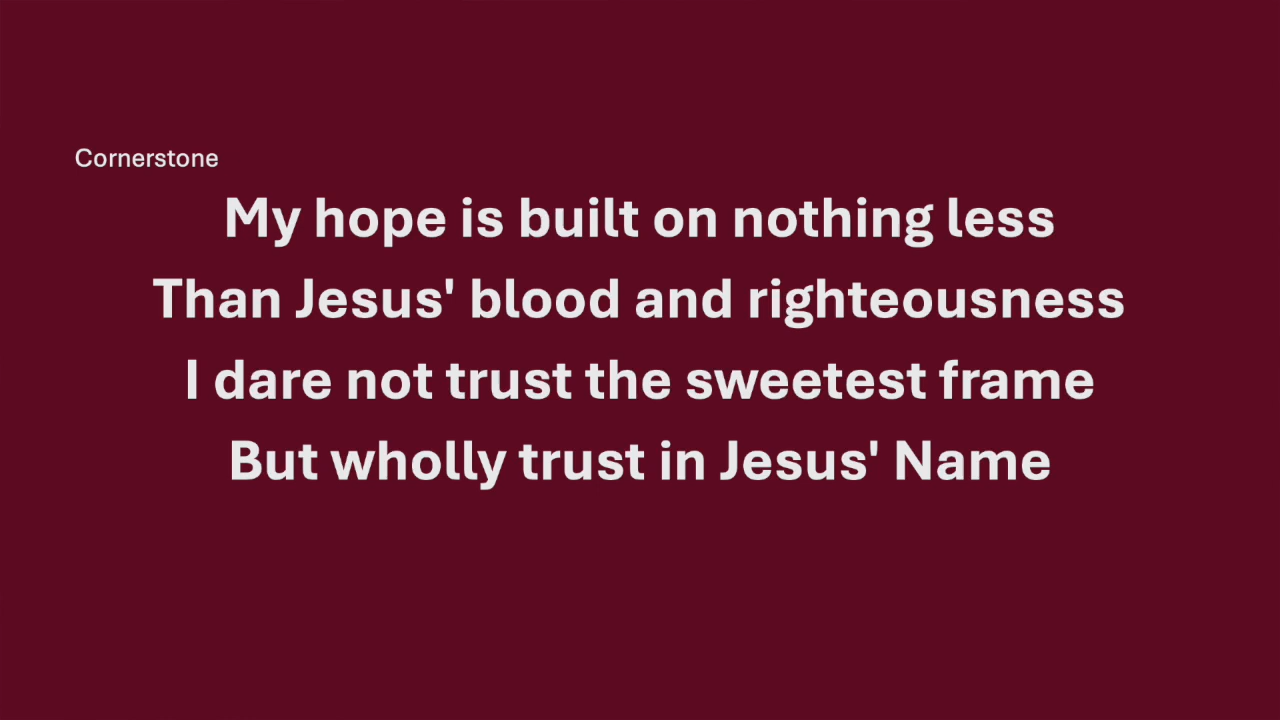 Cornerstone
My hope is built on nothing less
Than Jesus' blood and righteousness
I dare not trust the sweetest frame
But wholly trust in Jesus' Name